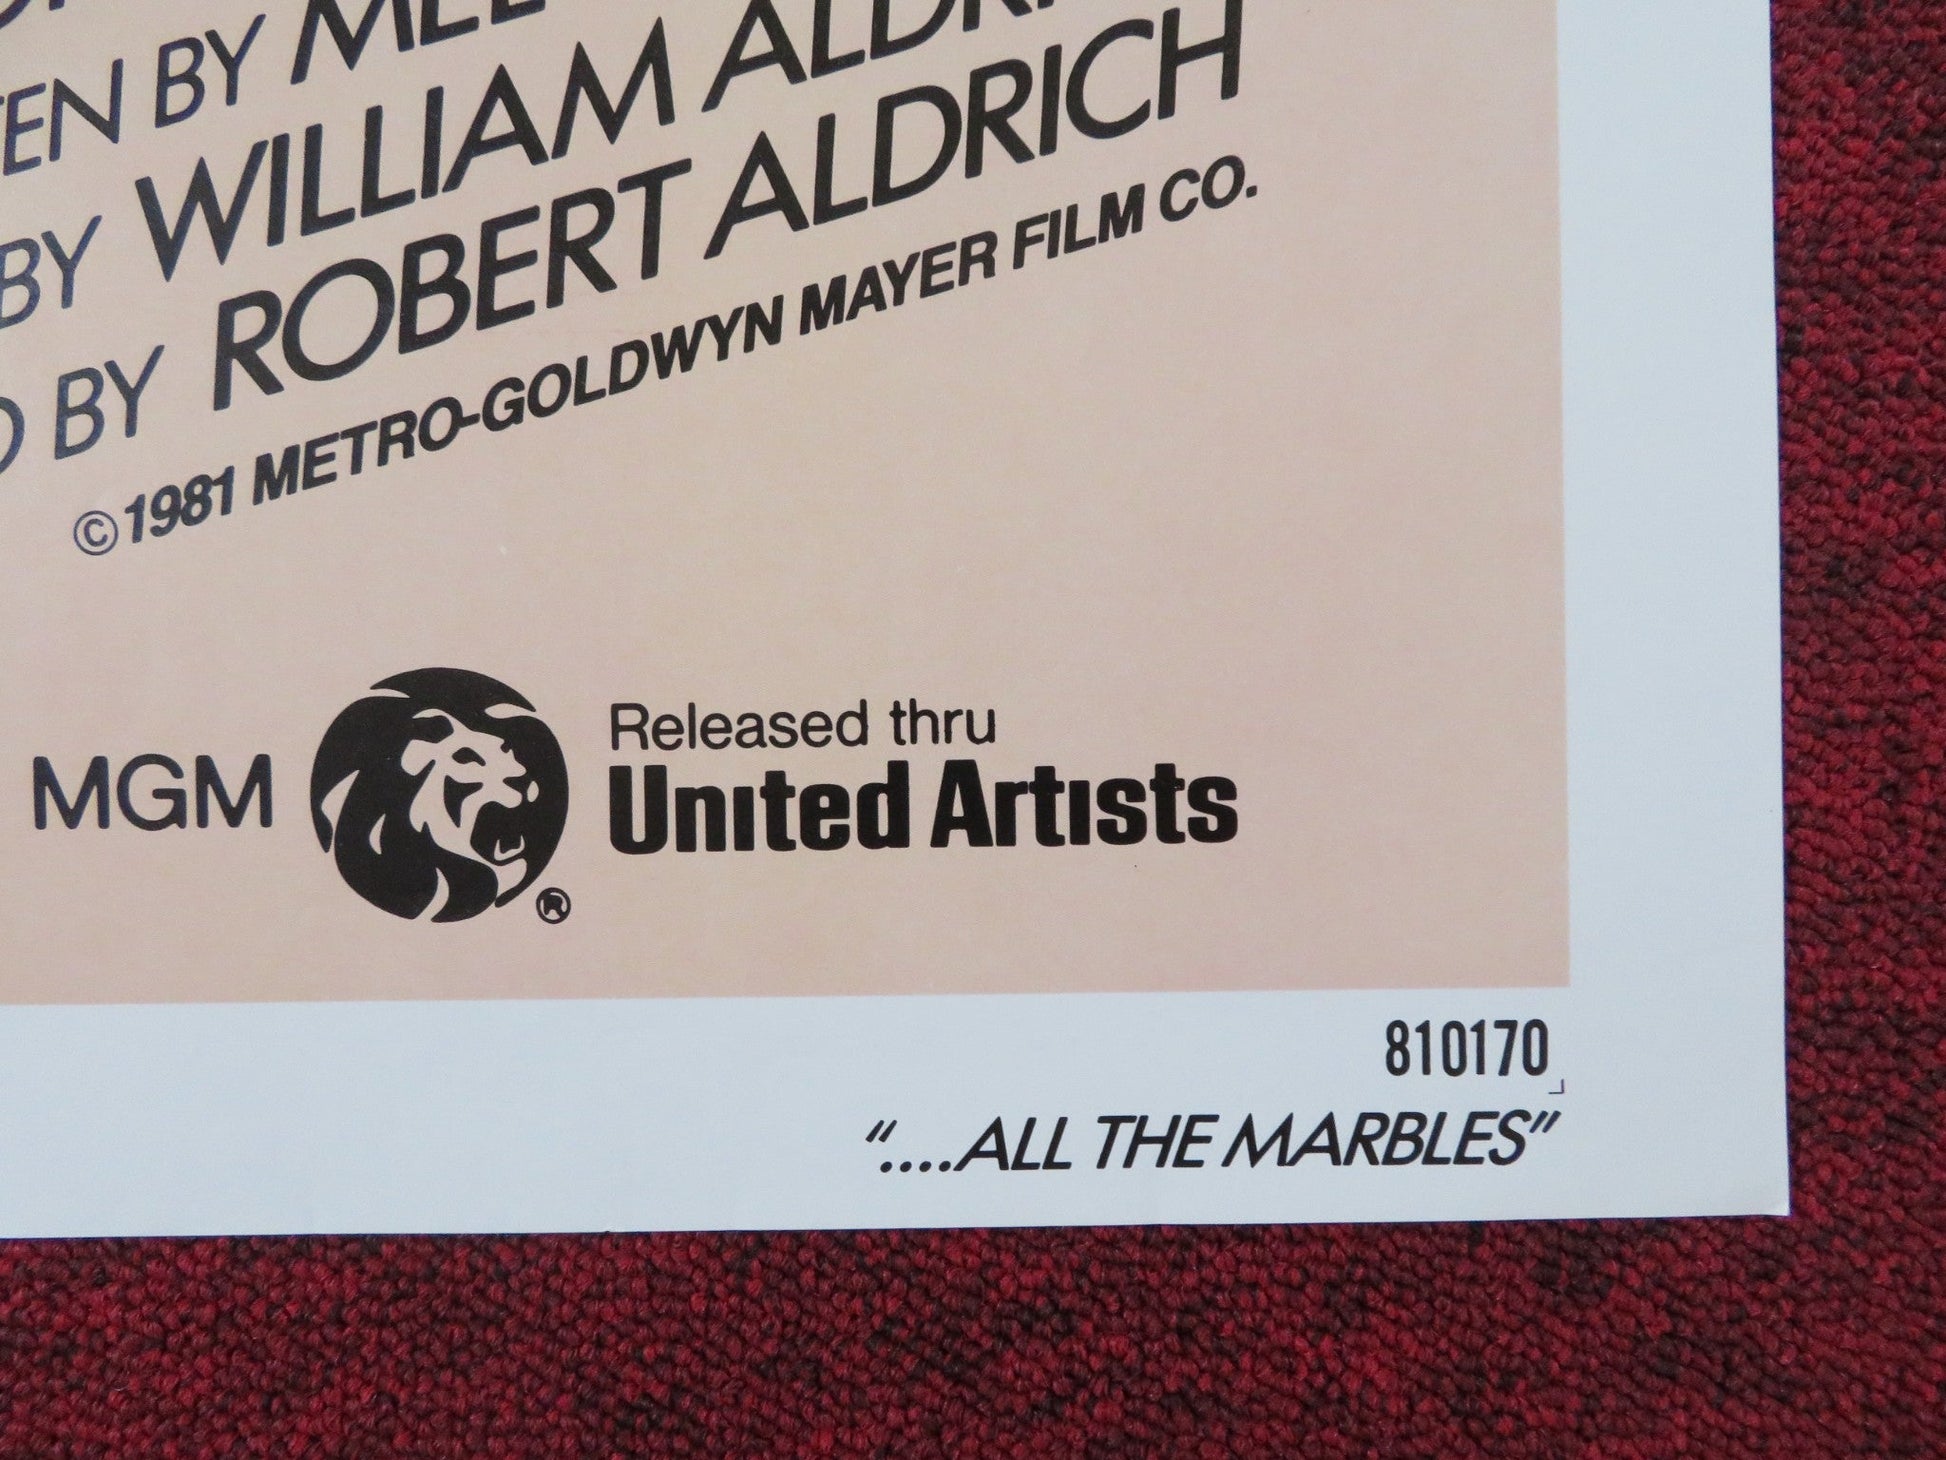 BY
BY WILLIAM
BY ROBERT ALDRICH
©1981 METRO-GOLDWYN MAYER FILM CO.
MGM
Released thru
United Artists
®
810170
"....ALL THE MARBLES"